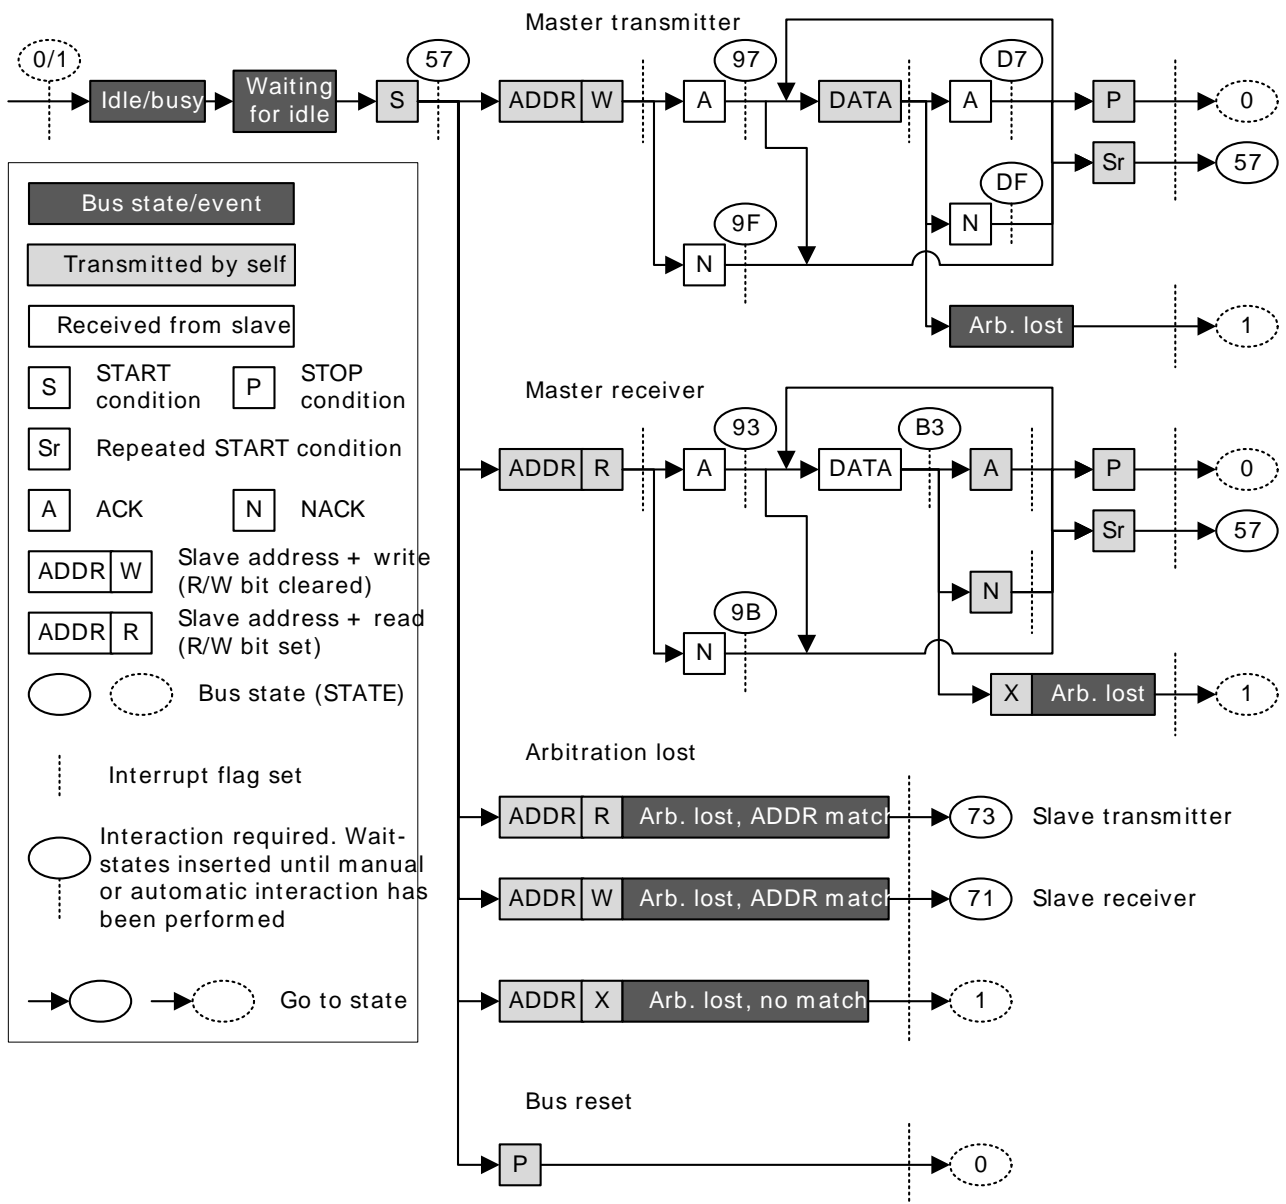 Master transmitter
0/1
57
97
D7
Idle/busy
Waiting
for idle
S
ADDR W
A
DATA
A
P
0
Sr
57
DF
N
9F
N
Arb. lost
1
Bus state/event
Transmitted by self
Received from slave
S START
condition
P STOP
condition
Sr Repeated START condition
A ACK
N NACK
ADDR W Slave address + write
(R/W bit cleared)
ADDR R Slave address + read
(R/W bit set)
Bus state (STATE)
Interrupt flag set
Interaction required. Wait-
states inserted until manual
or automatic interaction has
been performed
Go to state
Master receiver
93
B3
ADDR R
A
DATA
A
P
0
Sr
57
N
9B
N
X Arb. lost
1
Arbitration lost
ADDR R Arb. lost, ADDR match
73
Slave transmitter
ADDR W Arb. lost, ADDR match
71
Slave receiver
ADDR X Arb. lost, no match
1
Bus reset
P
0